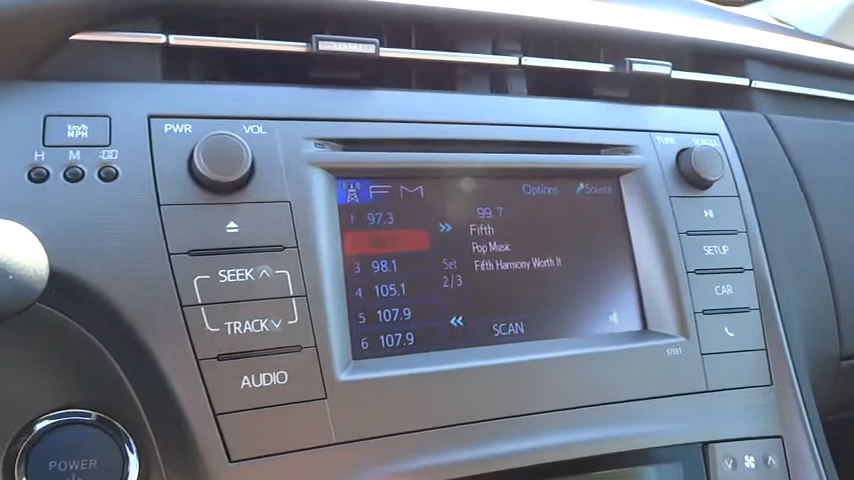 km/h
MPH
H M :00
PWR VOL
TUNE SCROLL
FM Options Source
1 97.3
99.7
Fifth
Pop Music
3 98.1 Set Fifth Harmony Worth It
4 105.1 2/3
5 107.9
6 107.9 SCAN
SEEK
TRACK
AUDIO
SETUP
CAR
57131
POWER